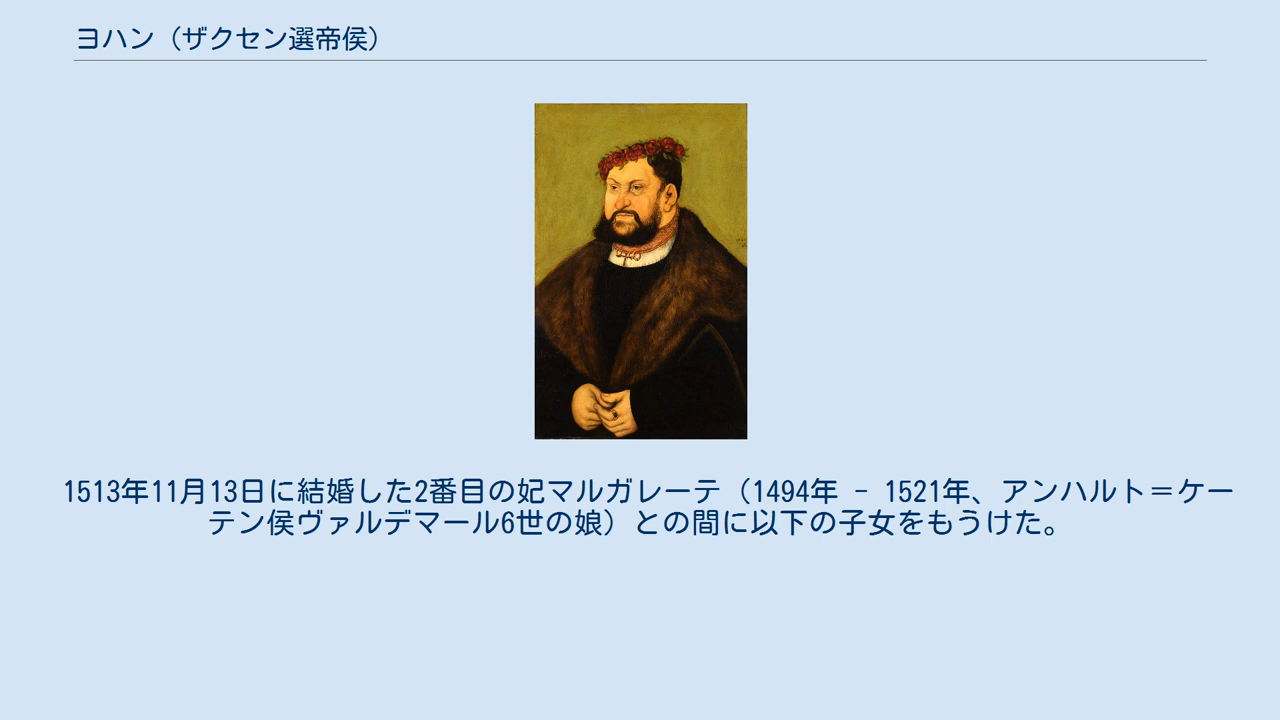 ヨハン（ザクセン選帝侯）
1513年11月13日に結婚した2番目の妃マルガレーテ（1494年 - 1521年、アンハルト＝ケー
テン侯ヴァルデマール6世の娘）との間に以下の子女をもうけた。